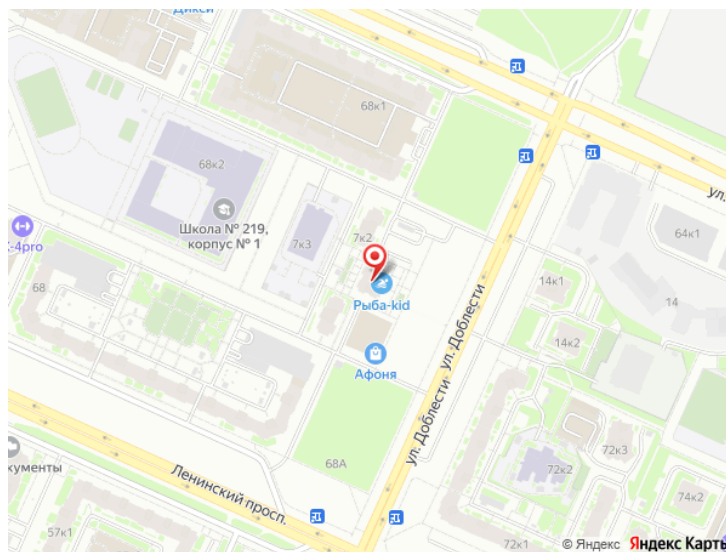 Дикси
68к1
68к2
Школа № 219,
корпус № 1
7к3
7к2
64к1
68
14к1
14
Рыба-kid
14к2
ул. Доблести
Афоня
ул. Доблести
68А
72к3
72к2
Ленинский просп.
74к2
57к1
72к1
© Яндекс Яндекс Карты